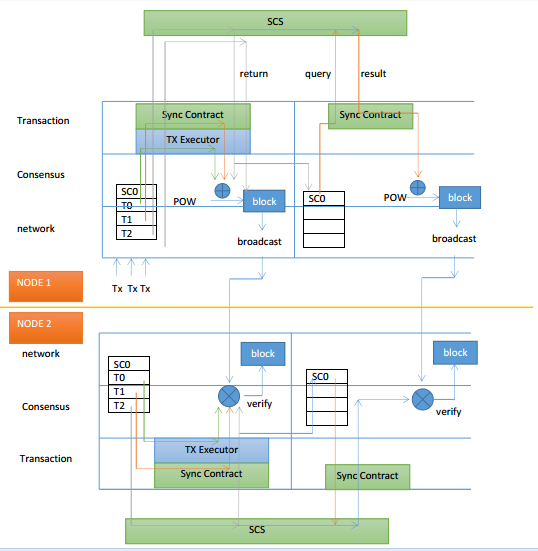 SCS
return
query
result
Transaction
Sync Contract
Sync Contract
TX Executor
Consensus
SC0
T0
T1
T2
POW
block
SC0
POW
block
network
broadcast
broadcast
NODE 1
Tx Tx Tx
NODE 2
network
block
block
SC0
T0
T1
T2
SC0
Consensus
verify
verify
TX Executor
Transaction
Sync Contract
Sync Contract
SCS